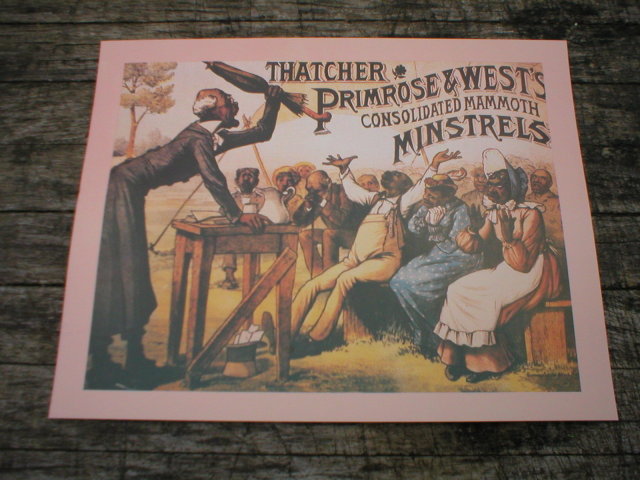 THATCHER
PRIMROSE & WEST'S
CONSOLIDATED MAMMOTH
MINSTRELS